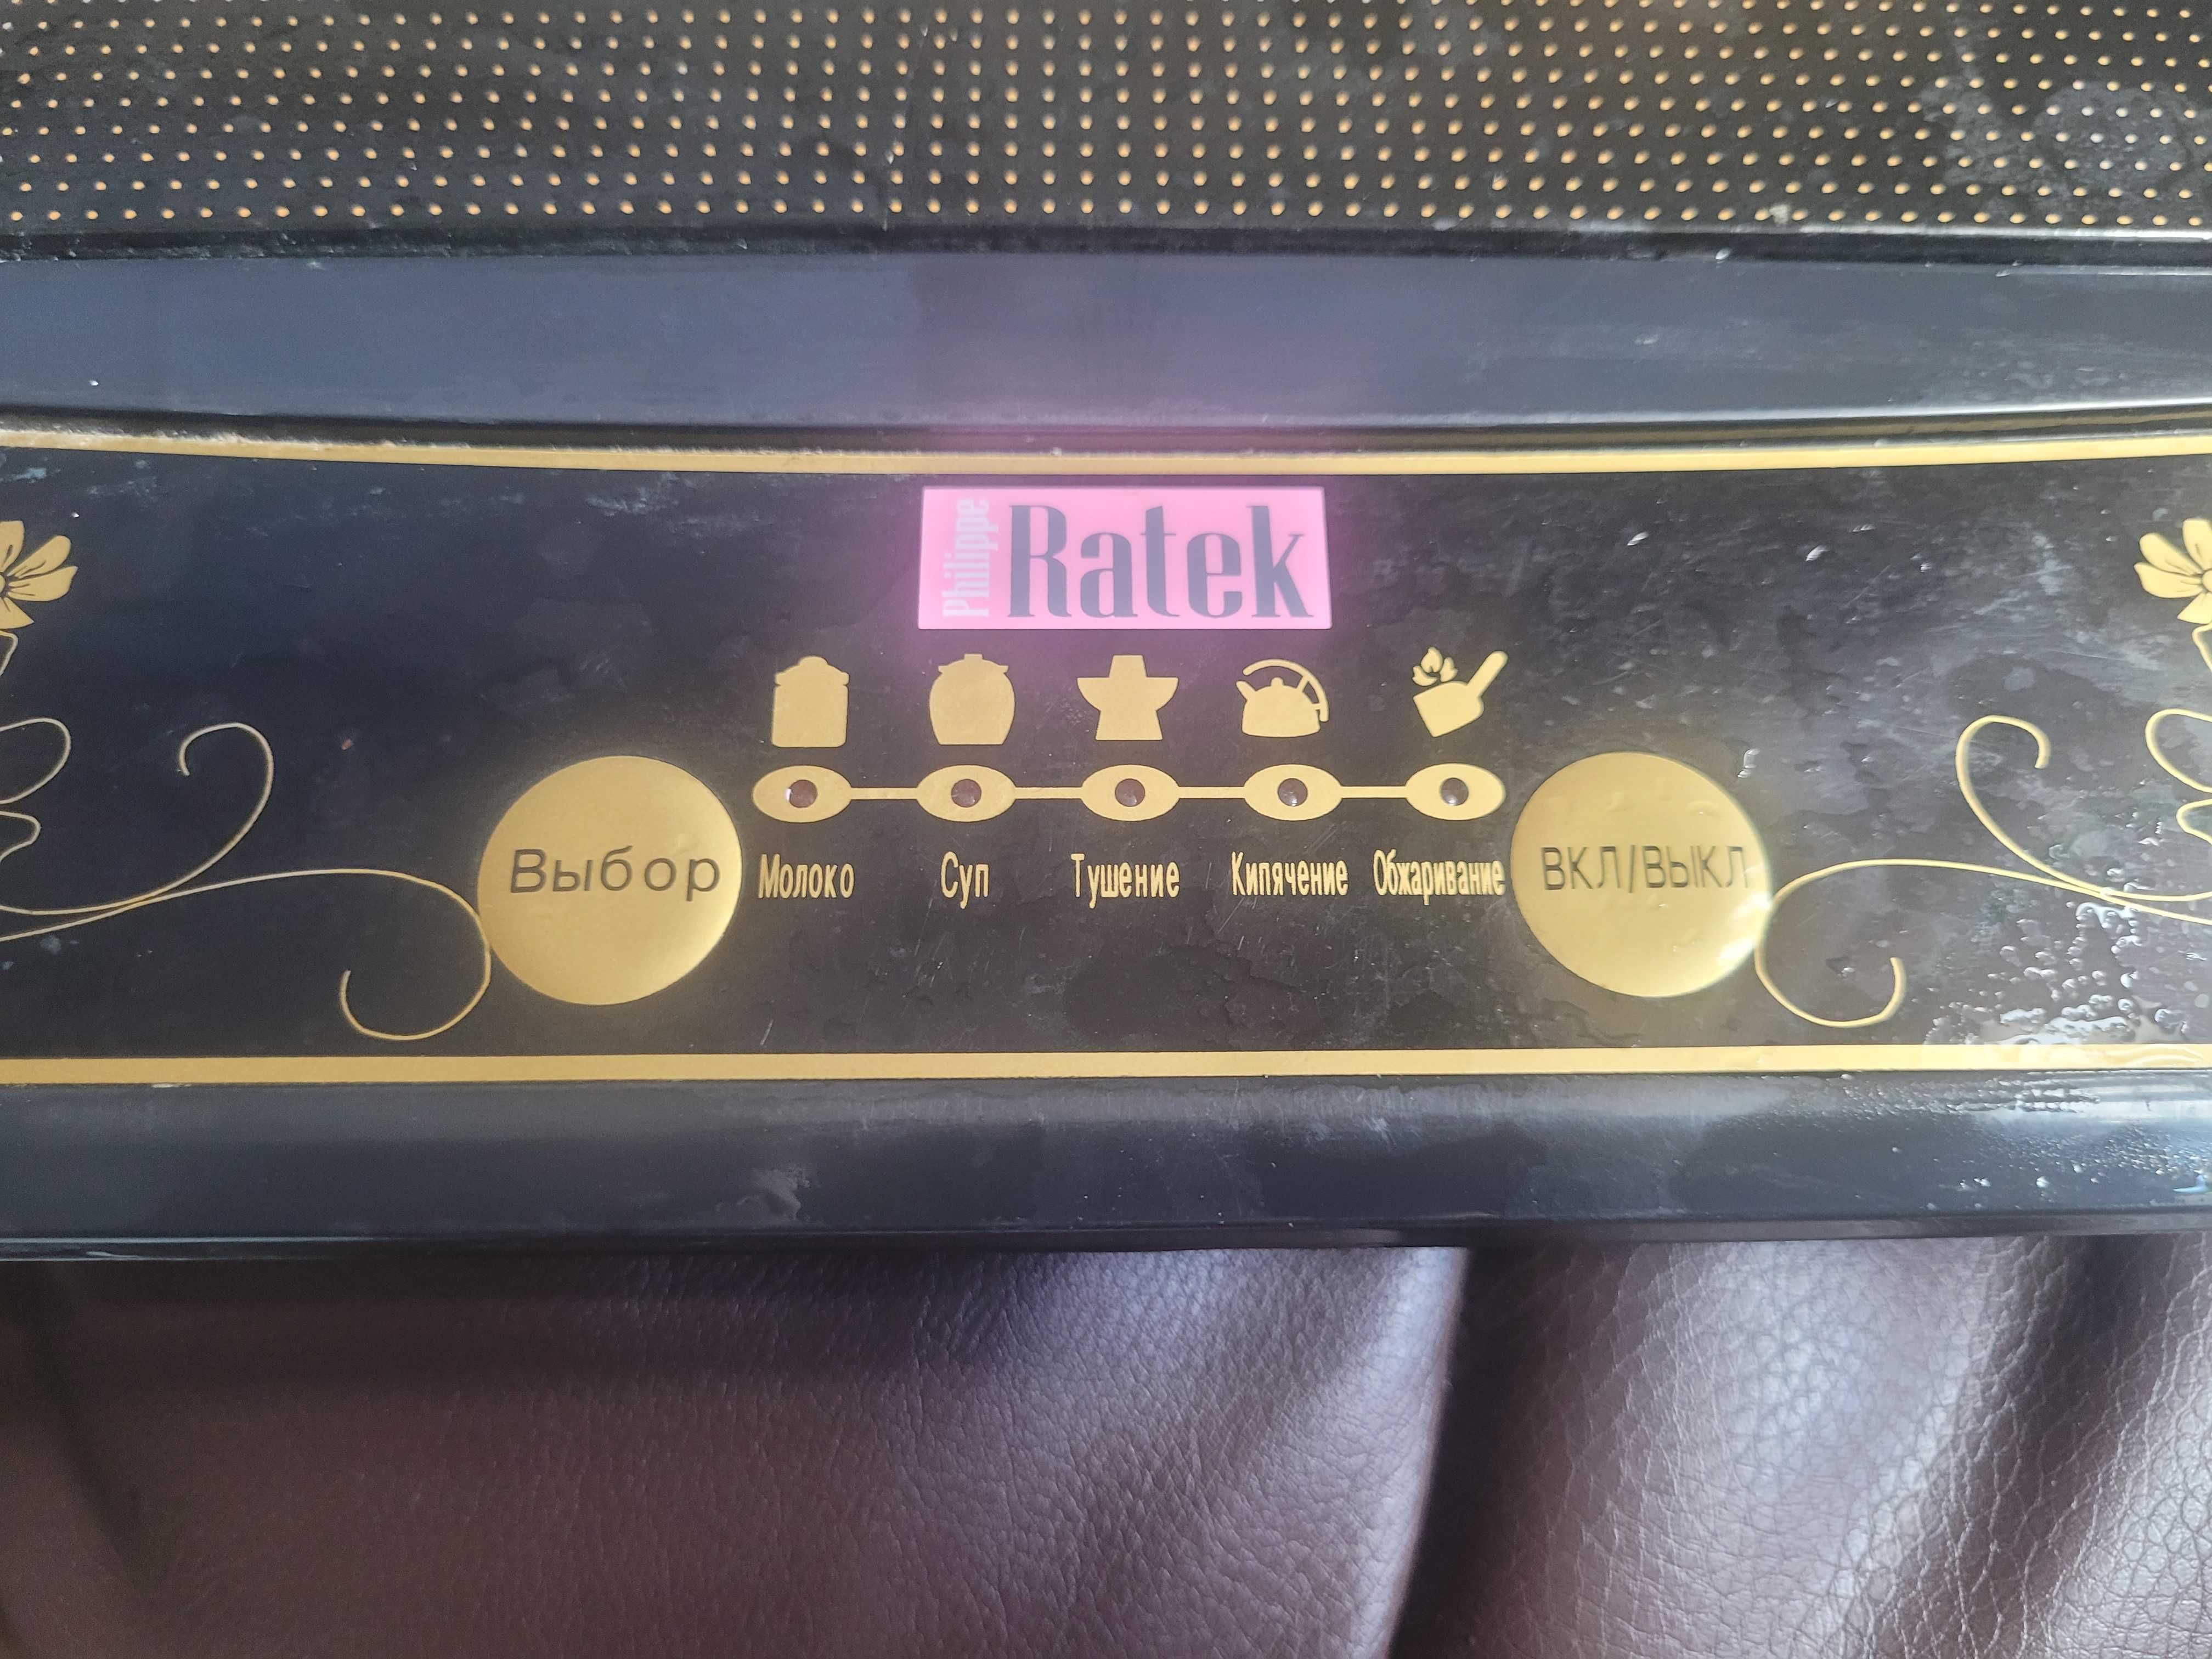 Philippe
Ratek
Выбор
Молоко
Суп
Тушение
Кипячение
Обжаривание
ВКЛ/ВЫКЛ